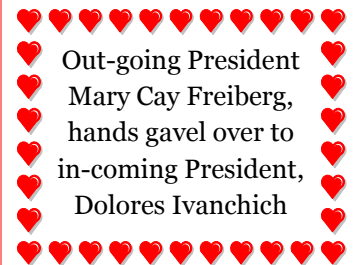 Out-going President
Mary Cay Freiberg,
hands gavel over to
in-coming President,
Dolores Ivanchich